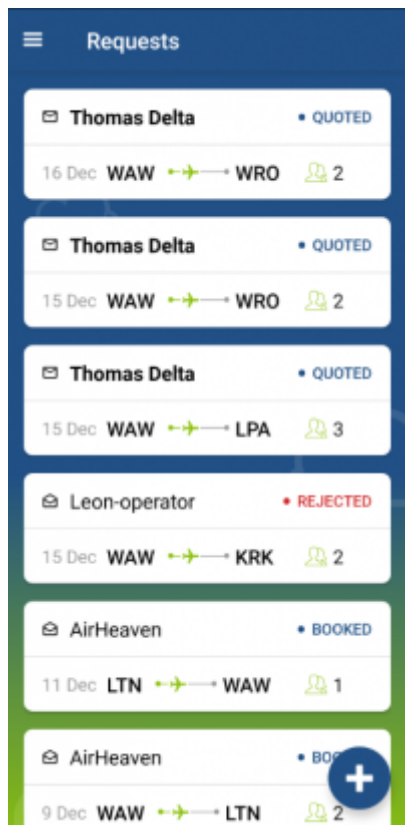 Requests
Thomas Delta • QUOTED
16 Dec WAW WRO 2
Thomas Delta • QUOTED
15 Dec WAW WRO 2
Thomas Delta • QUOTED
15 Dec WAW LPA 3
Leon-operator • REJECTED
15 Dec WAW KRK 2
AirHeaven • BOOKED
11 Dec LTN WAW 1
AirHeaven
9 Dec WAW LTN 2